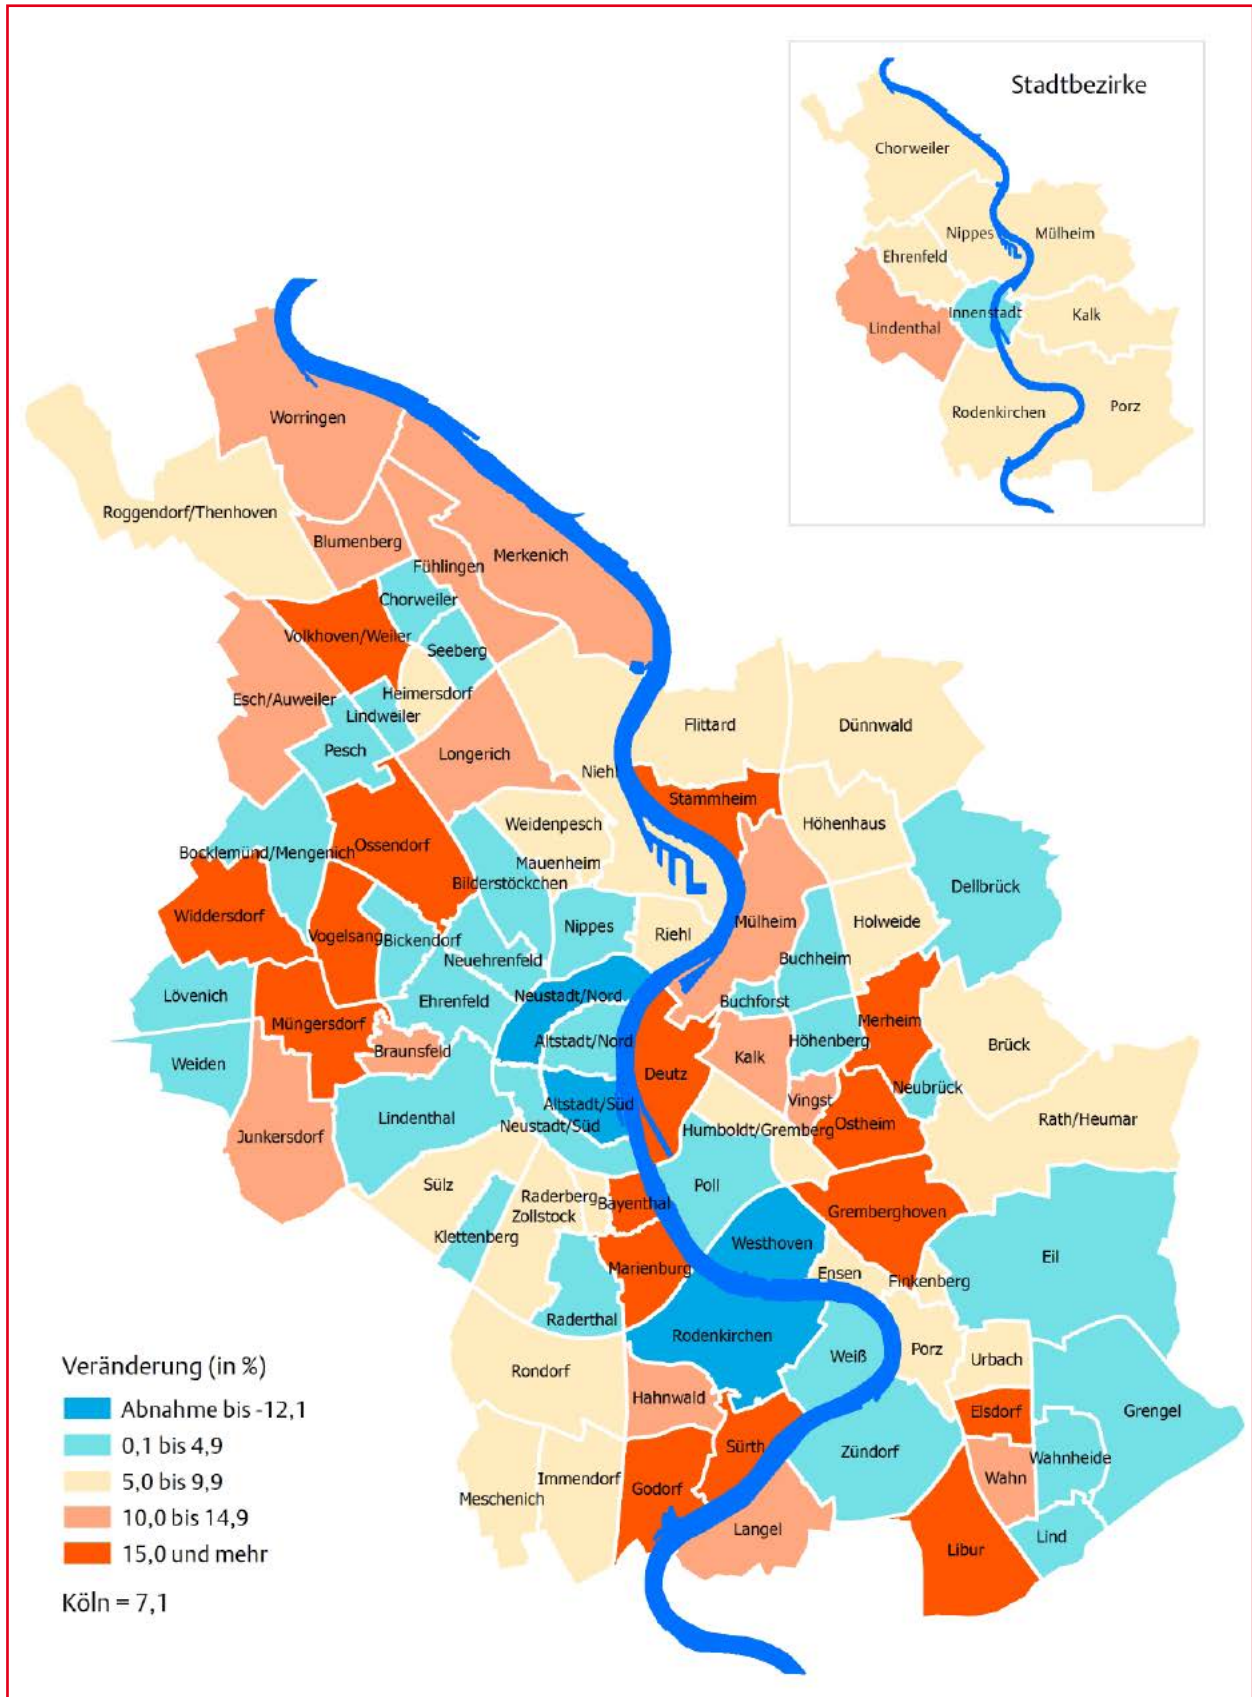 Stadtbezirke
Chorweiler
Nippes
Mülheim
Ehrenfeld
Innenstadt
Kalk
Lindenthal
Rodenkirchen
Porz
Worringen
Roggendorf/Thenhoven
Blumenberg
Merkenich
Fühlingen
Chorweiler
Volkhoven/Weiler
Seeberg
Heimersdorf
Esch/Auweiler
Lindweiler
Pesch
Longerich
Flittard
Dünnwald
Niehl
Stammheim
Weidenpesch
Höhenhaus
Ossendorf
Bocklemünd/Mengenich
Mauenheim
Bilderstöckchen
Dellbrück
Widdersdorf
Nippes
Mülheim
Holweide
Vogelsang
Bickendorf
Riehl
Neuehrenfeld
Buchheim
Lövenich
Ehrenfeld
Neustadt/Nord
Buchforst
Müngersdorf
Merheim
Altstadt/Nord
Höhenberg
Braunsfeld
Brück
Weiden
Kalk
Deutz
Neubrück
Vingst
Altstadt/Süd
Lindenthal
Neustadt/Süd
Ostheim
Rath/Heumar
Humboldt/Gremberg
Junkersdorf
Sülz
Poll
Raderberg
Bayenthal
Zollstock
Gremberghoven
Klettenberg
Westhoven
Eil
Marienburg
Ensen
Finkenberg
Raderthal
Rodenkirchen
Porz
Weiß
Urbach
Rondorf
Hahnwald
Elsdorf
Grengel
Sürth
Zündorf
Wahnheide
Immendorf
Wahn
Godorf
Meschenich
Langel
Lind
Libur
Veränderung (in %)
Abnahme bis -12,1
0,1 bis 4,9
5,0 bis 9,9
10,0 bis 14,9
15,0 und mehr
Köln = 7,1